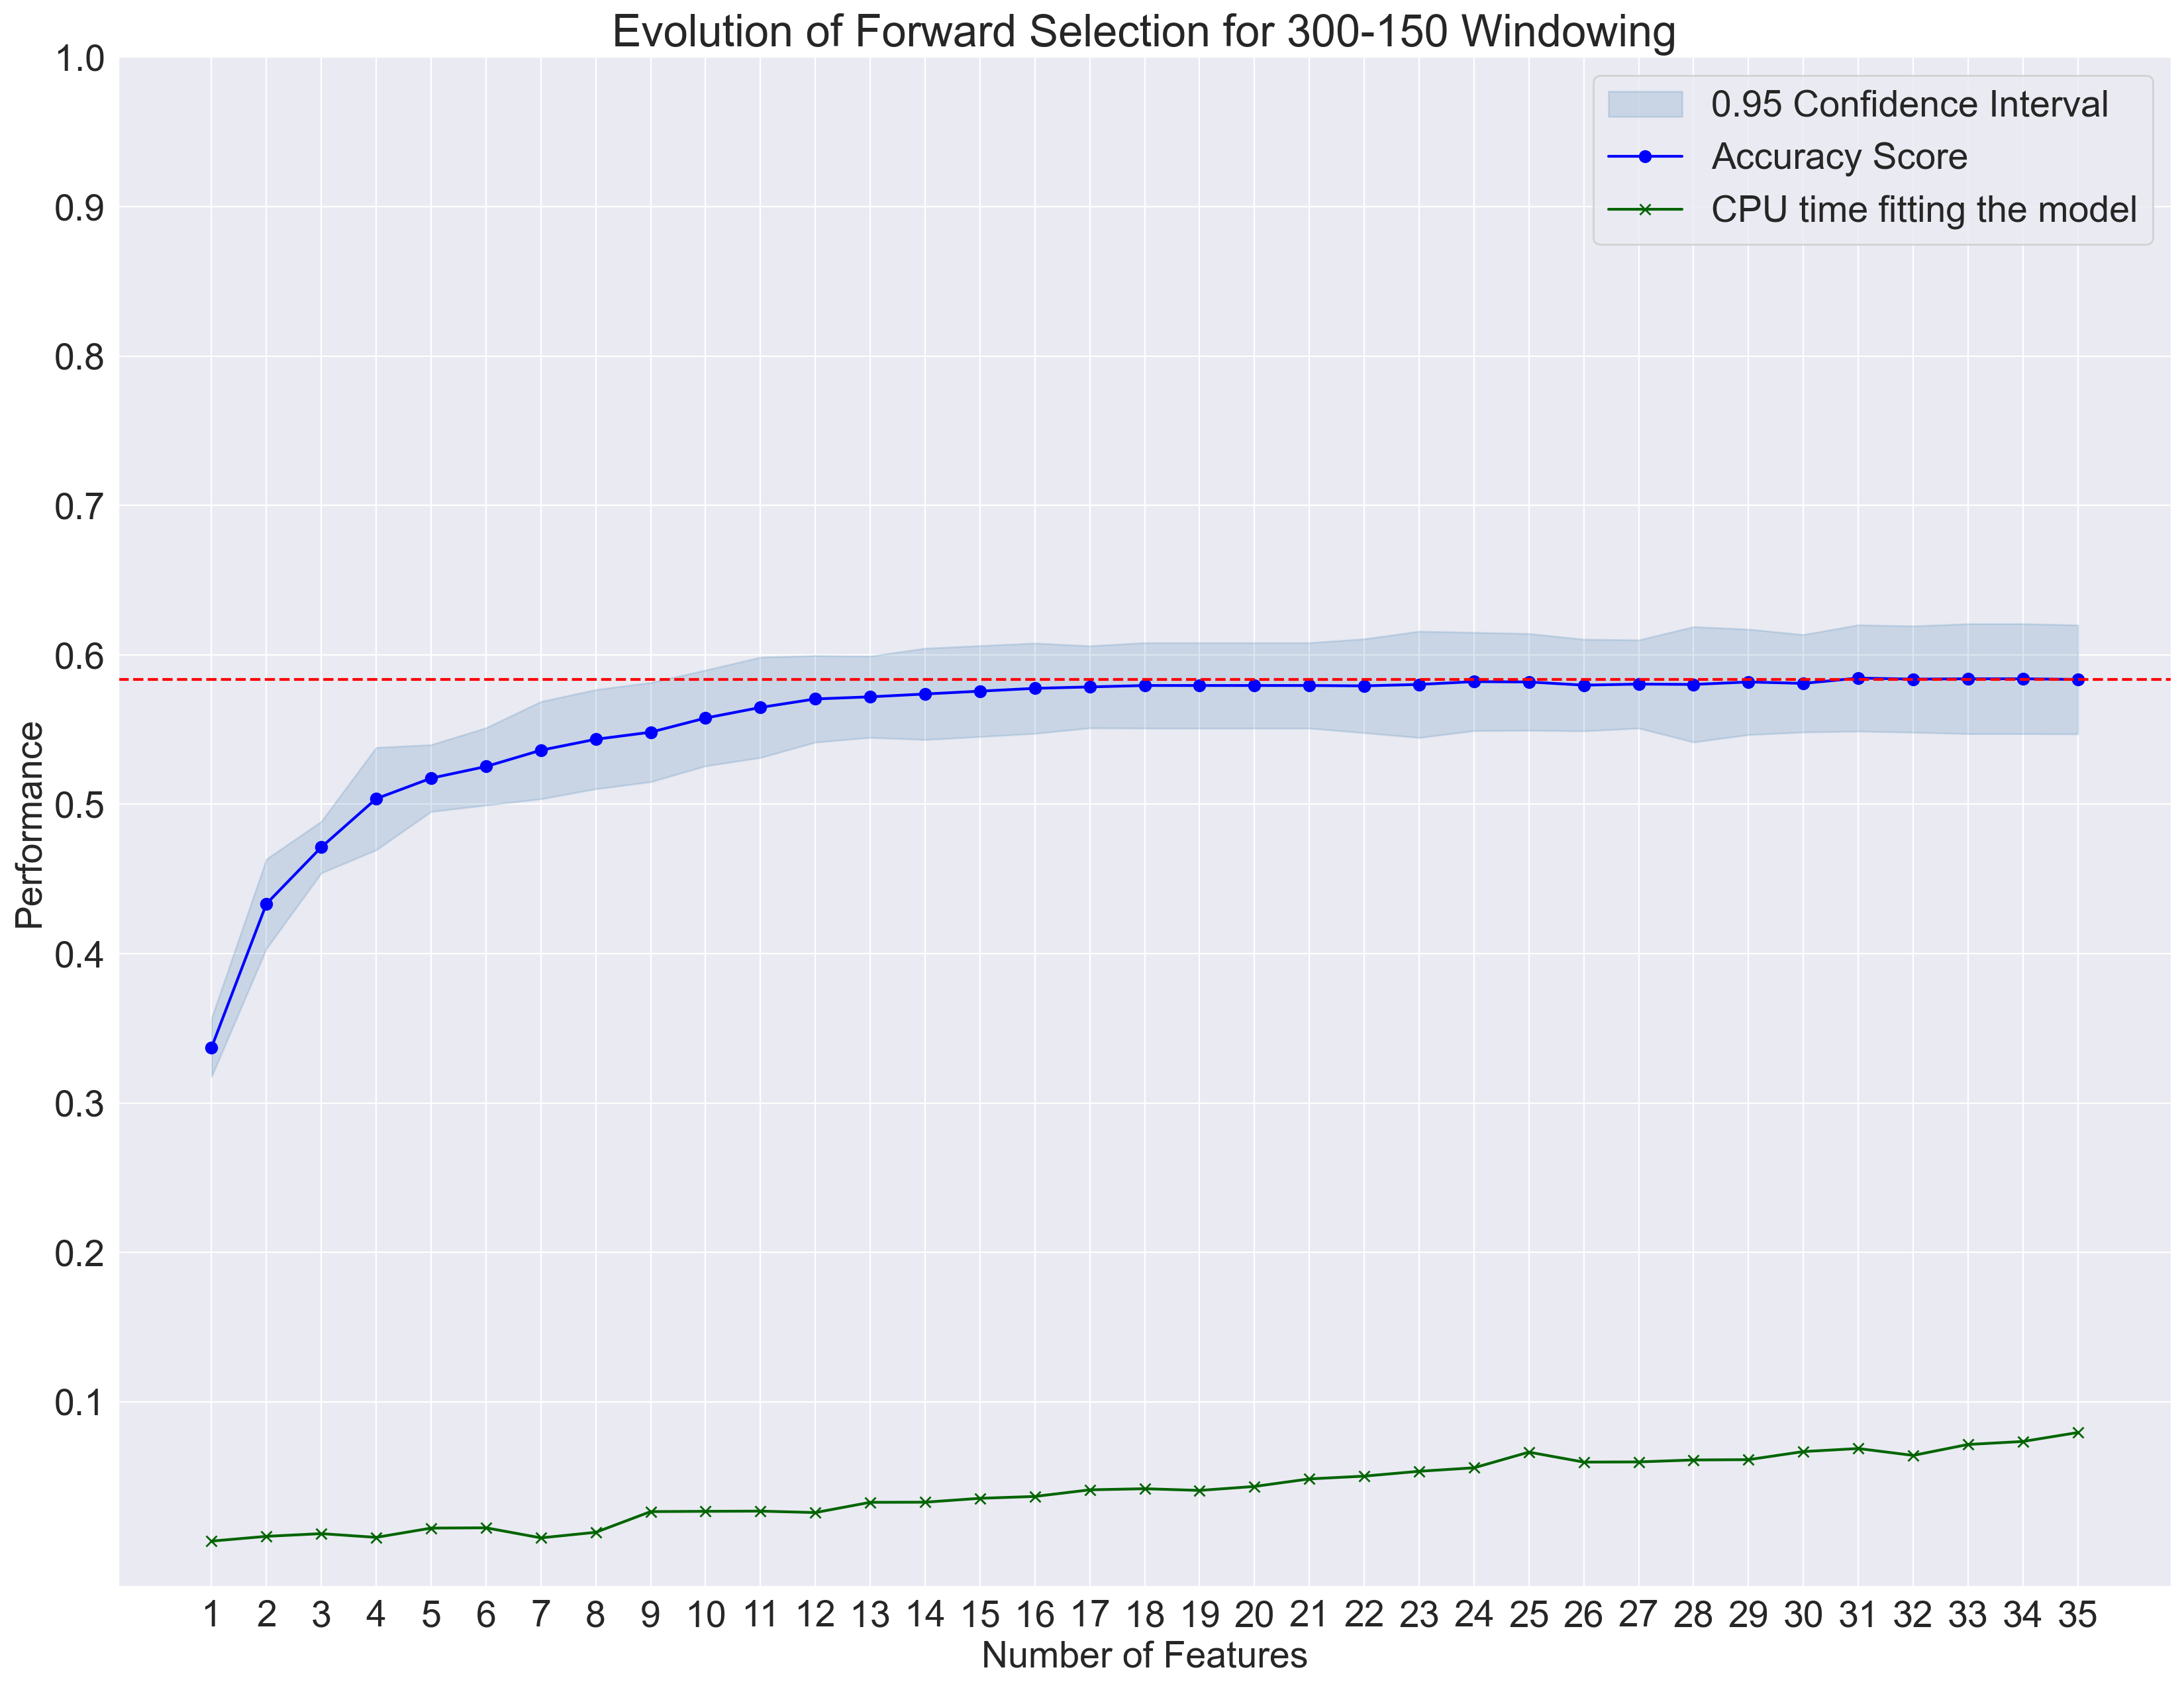 Evolution of Forward Selection for 300-150 Windowing
1.0
0.9
0.8
0.7
0.6
0.5
0.4
0.3
0.2
0.1
Performance
0.95 Confidence Interval
Accuracy Score
CPU time fitting the model
1 2 3 4 5 6 7 8 9 10 11 12 13 14 15 16 17 18 19 20 21 22 23 24 25 26 27 28 29 30 31 32 33 34 35
Number of Features